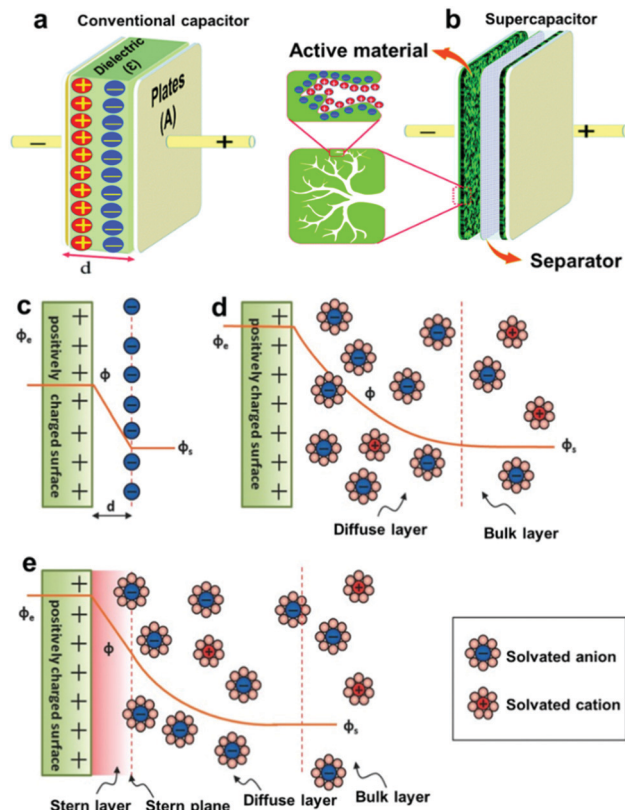 a
Conventional capacitor
Dielectric
(ε)
Plates
(A)
−
+
d
b
Supercapacitor
Active material
−
+
Separator
c
ϕe
positively
charged surface
ϕ
ϕs
d
d
ϕe
positively
charged surface
ϕ
ϕs
Diffuse layer
Bulk layer
e
ϕe
positively
charged surface
ϕ
ϕs
Stern layer
Stern plane
Diffuse layer
Bulk layer
Solvated anion
Solvated cation